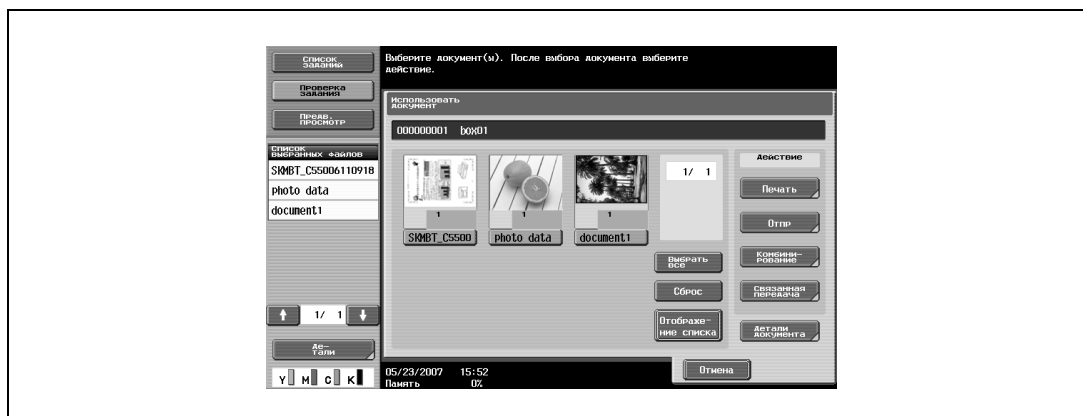 Список
заданий
Проверка
задания
Предв.
просмотр
Список
выбранных файлов
SKMBT_C55006110918
photo data
document1
1/ 1
Де-
тали
Y M C K
Выберите документ(ы). После выбора документа выберите
действие.
Использовать
документ
000000001 box01
1
SKMBT_C5500
1
photo data
1
document1
1/ 1
Выбрать
все
Сброс
Отображе-
ние списка
Действие
Печать
Отпр
Комбини-
рование
Связанная
передача
Детали
документа
05/23/2007 15:52
Память 0%
Отмена